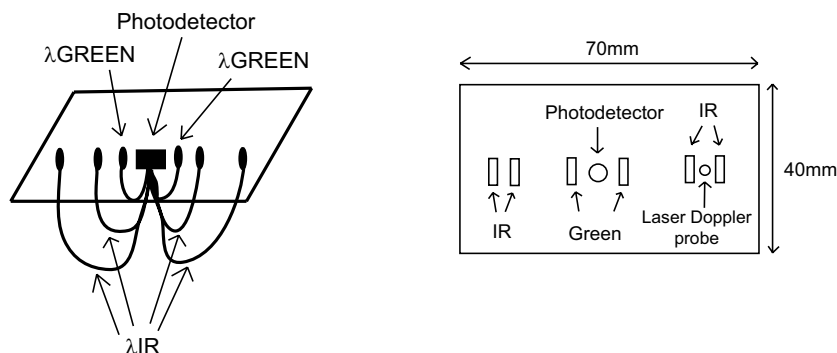 Photodetector
λGREEN
λGREEN
λIR
70mm
Photodetector
IR
40mm
IR
Green
Laser Doppler
probe